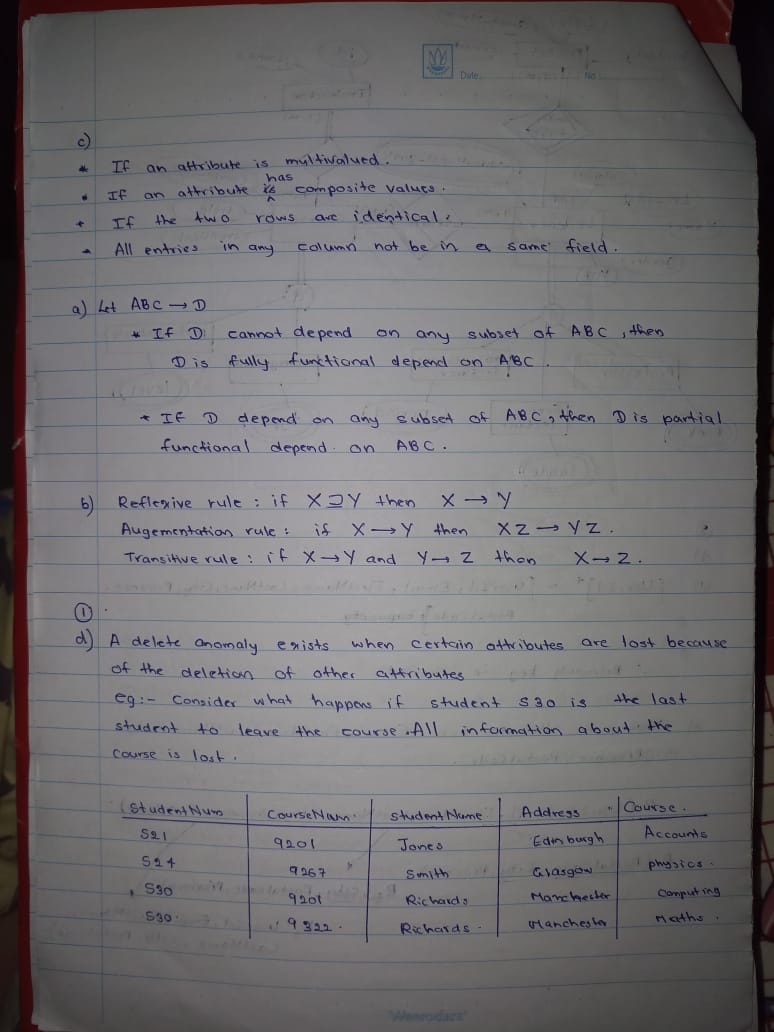 Date:
No
c)
* If an attribute is multivalued.
has
• If an attribute is ^ composite values.
* If the two rows are identical.
* All entries in any column not be in a same field.
a) Let ABC → D
* If D cannot depend on any subset of ABC, then
D is fully functional depend on ABC.
* If D depend on any subset of ABC, then D is partial
functional depend on ABC.
b) Reflexive rule : if X ⊇ Y then X → Y
Augementation rule : if X → Y then XZ → YZ.
Transitive rule : if X → Y and Y → Z then X → Z.
①
d) A delete anomaly exists when certain attributes are lost because
of the deletion of other attributes
eg:- Consider what happens if student S30 is the last
student to leave the course. All information about the
course is lost.
StudentNum CourseNum StudentName Address Course.
S21 9201 Jones Edinburgh Accounts
S24 9267 Smith Glasgow physics.
S30 9201 Richards Manchester Computing
S30 9322. Richards. Manchester Maths.